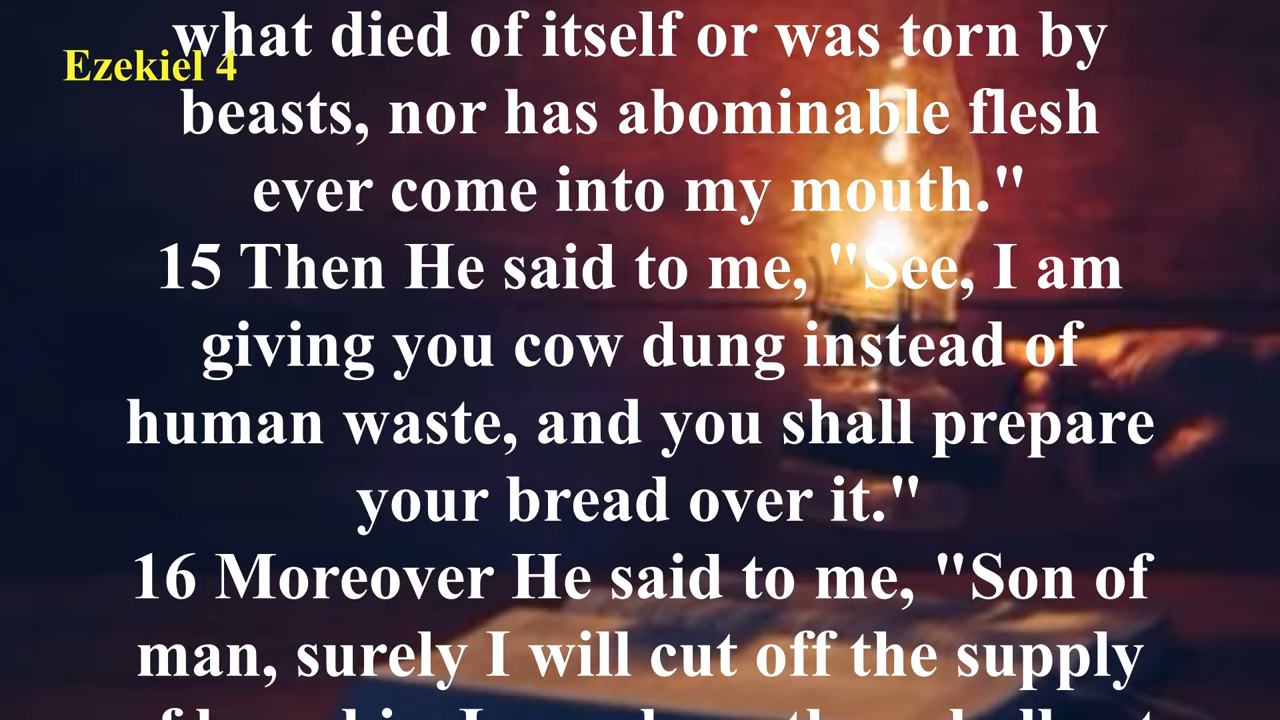 what died of itself or was torn by
Ezekiel 4
beasts, nor has abominable flesh
ever come into my mouth."
15 Then He said to me, "See, I am
giving you cow dung instead of
human waste, and you shall prepare
your bread over it."
16 Moreover He said to me, "Son of
man, surely I will cut off the supply